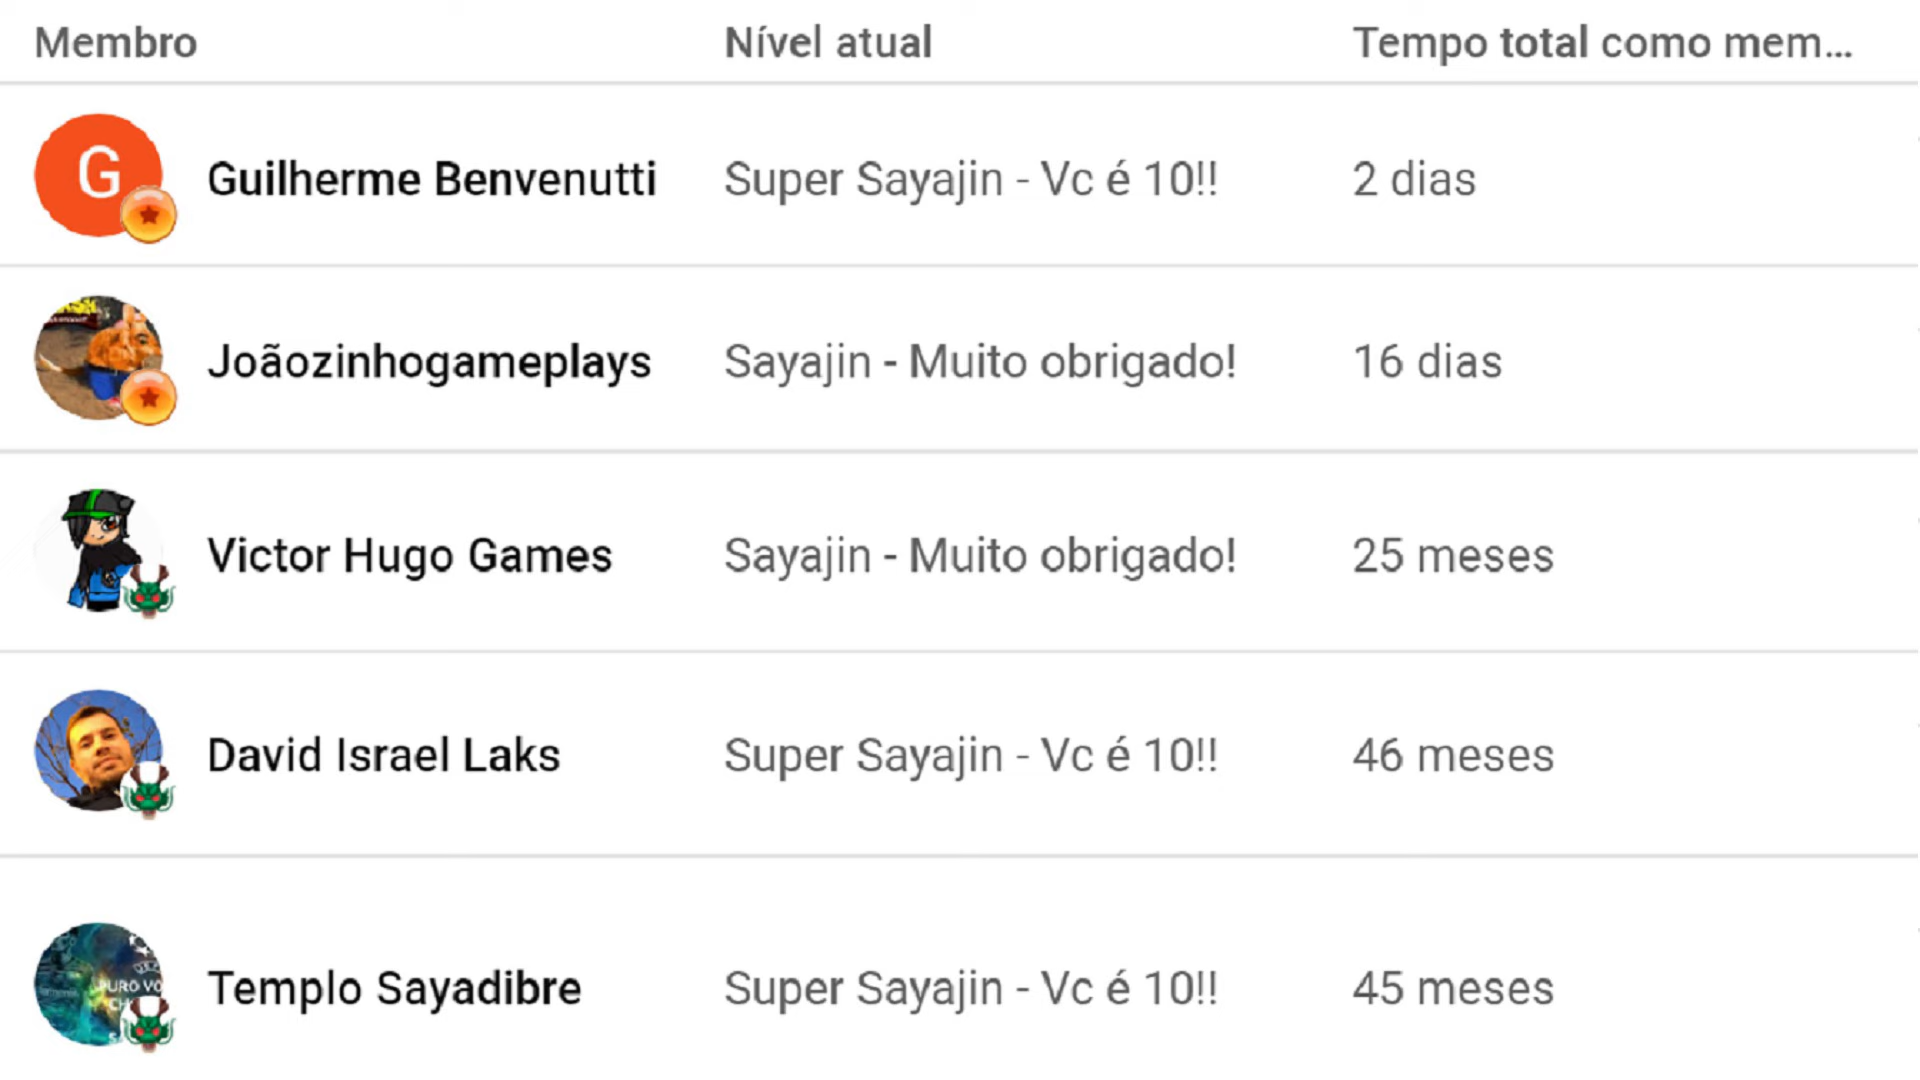 Membro Nível atual Tempo total como mem...
G Guilherme Benvenutti Super Sayajin - Vc é 10!! 2 dias
Joãozinhogameplays Sayajin - Muito obrigado! 16 dias
Victor Hugo Games Sayajin - Muito obrigado! 25 meses
David Israel Laks Super Sayajin - Vc é 10!! 46 meses
PURO VO
Templo Sayadibre Super Sayajin - Vc é 10!! 45 meses